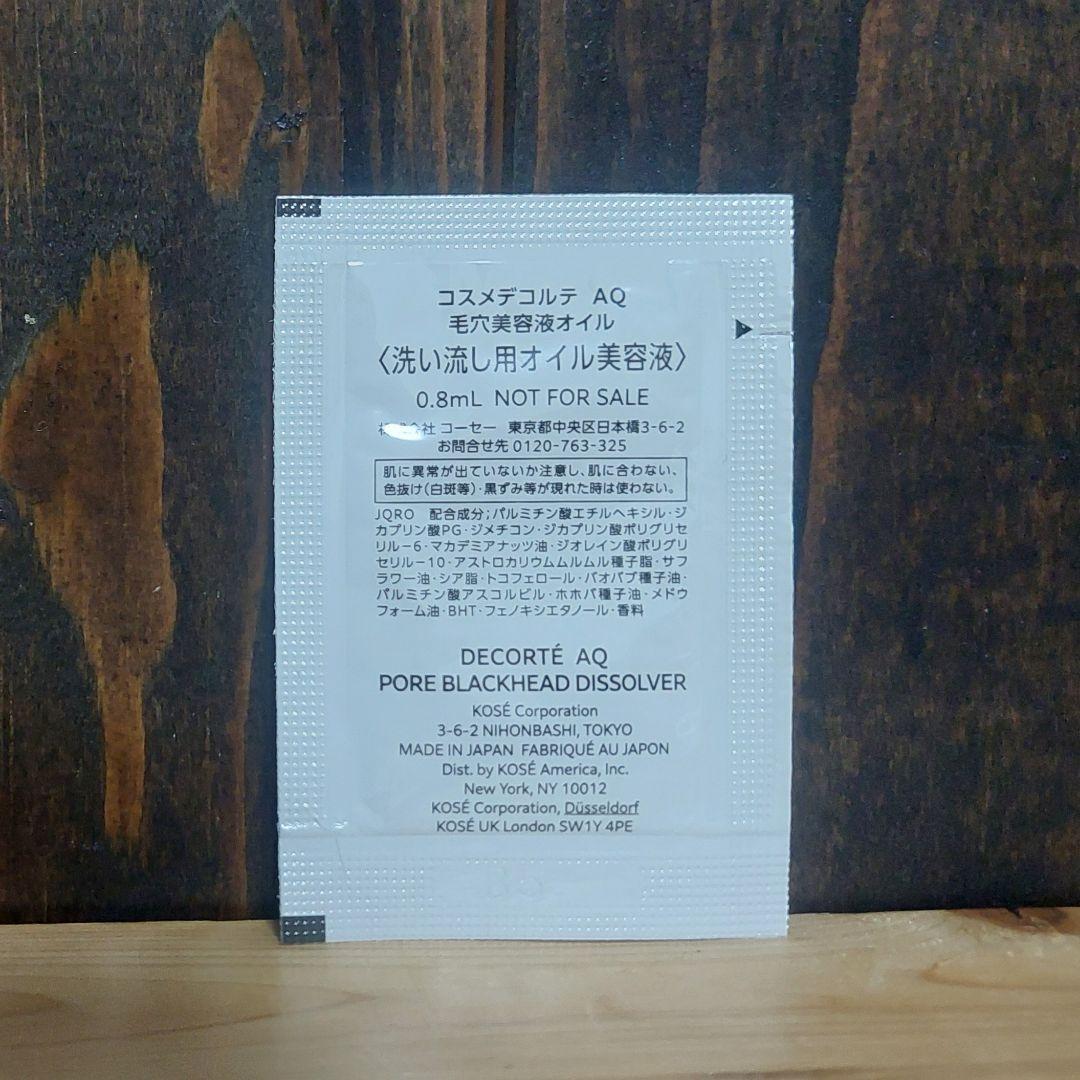 コスメデコルテ AQ
毛穴美容液オイル
〈洗い流し用オイル美容液〉
0.8mL NOT FOR SALE
コーセー 東京都中央区日本橋3-6-2
お問合せ先 0120-763-325
肌に異常が出ていないか注意し、肌に合わない、
色抜け(白斑等)・黒ずみ等が現れた時は使わない。
JQRO 配合成分;パルミチン酸エチルヘキシル・ジ
カプリン酸PG・ジメチコン・ジカプリン酸ポリグリセ
リル-6・マカデミアナッツ油・ジオレイン酸ポリグリ
セリル-10・アストロカリウムムルムル種子脂・サフ
ラワー油・シア脂・トコフェロール・バオバブ種子油・
パルミチン酸アスコルビル・ホホバ種子油・メドウ
フォーム油・BHT・フェノキシエタノール・香料
DECORTÉ AQ
PORE BLACKHEAD DISSOLVER
KOSÉ Corporation
3-6-2 NIHONBASHI, TOKYO
MADE IN JAPAN FABRIQUÉ AU JAPON
Dist. by KOSÉ America, Inc.
New York, NY 10012
KOSÉ Corporation, Düsseldorf
KOSÉ UK London SW1Y 4PE